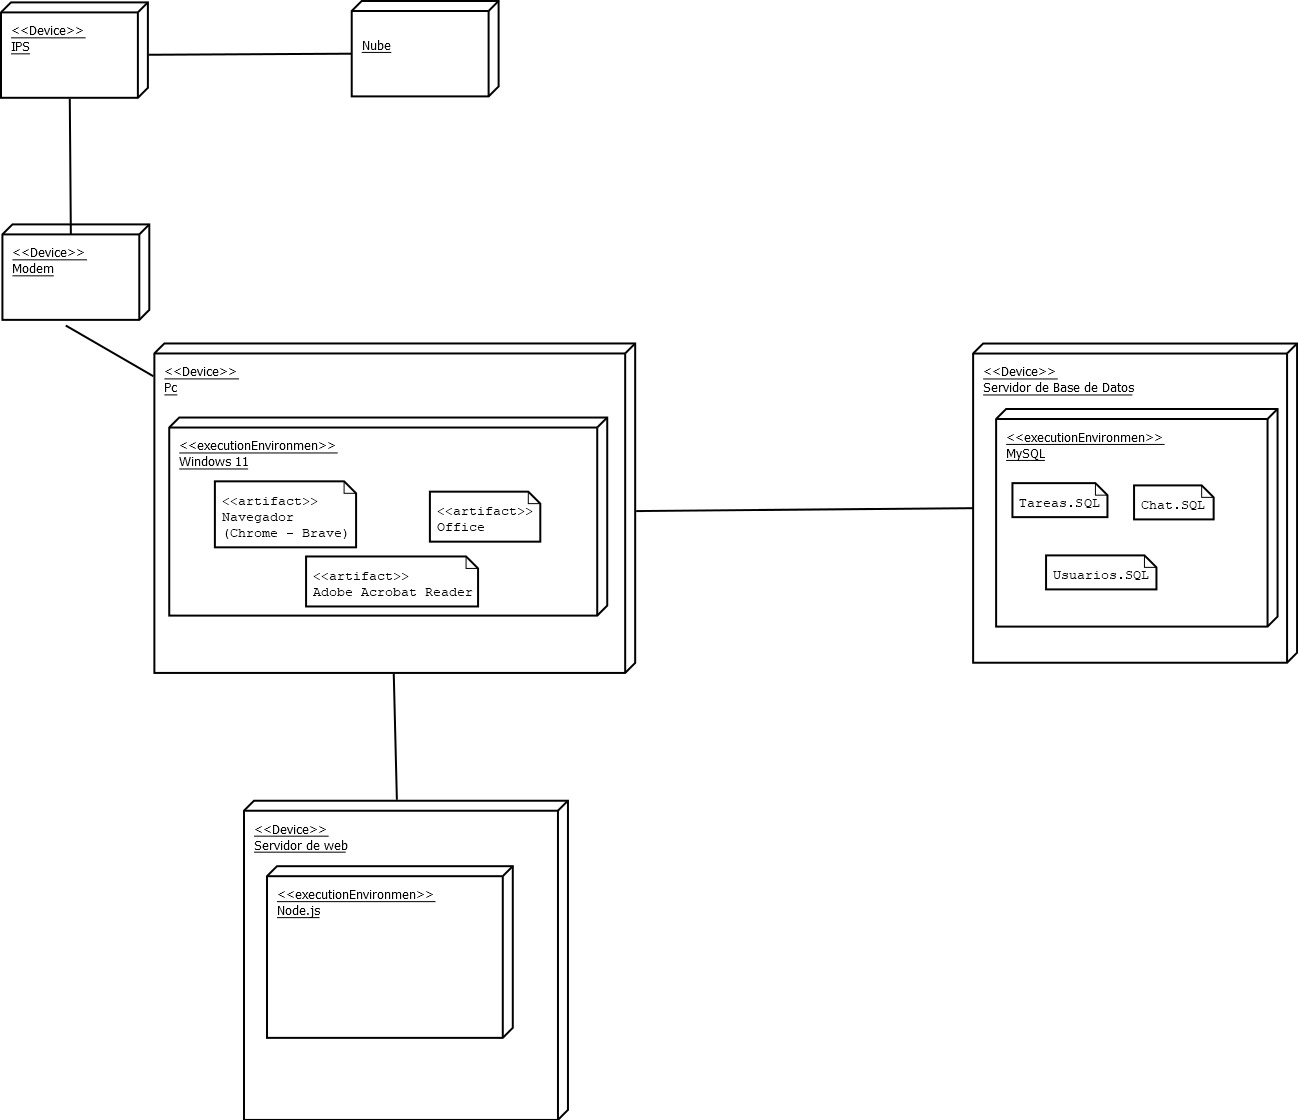 <<Device>>
IPS
Nube
<<Device>>
Modem
<<Device>>
Pc
<<executionEnvironmen>>
Windows 11
<<artifact>>
Navegador
(Chrome - Brave)
<<artifact>>
Office
<<artifact>>
Adobe Acrobat Reader
<<Device>>
Servidor de Base de Datos
<<executionEnvironmen>>
MySQL
Tareas.SQL
Chat.SQL
Usuarios.SQL
<<Device>>
Servidor de web
<<executionEnvironmen>>
Node.js